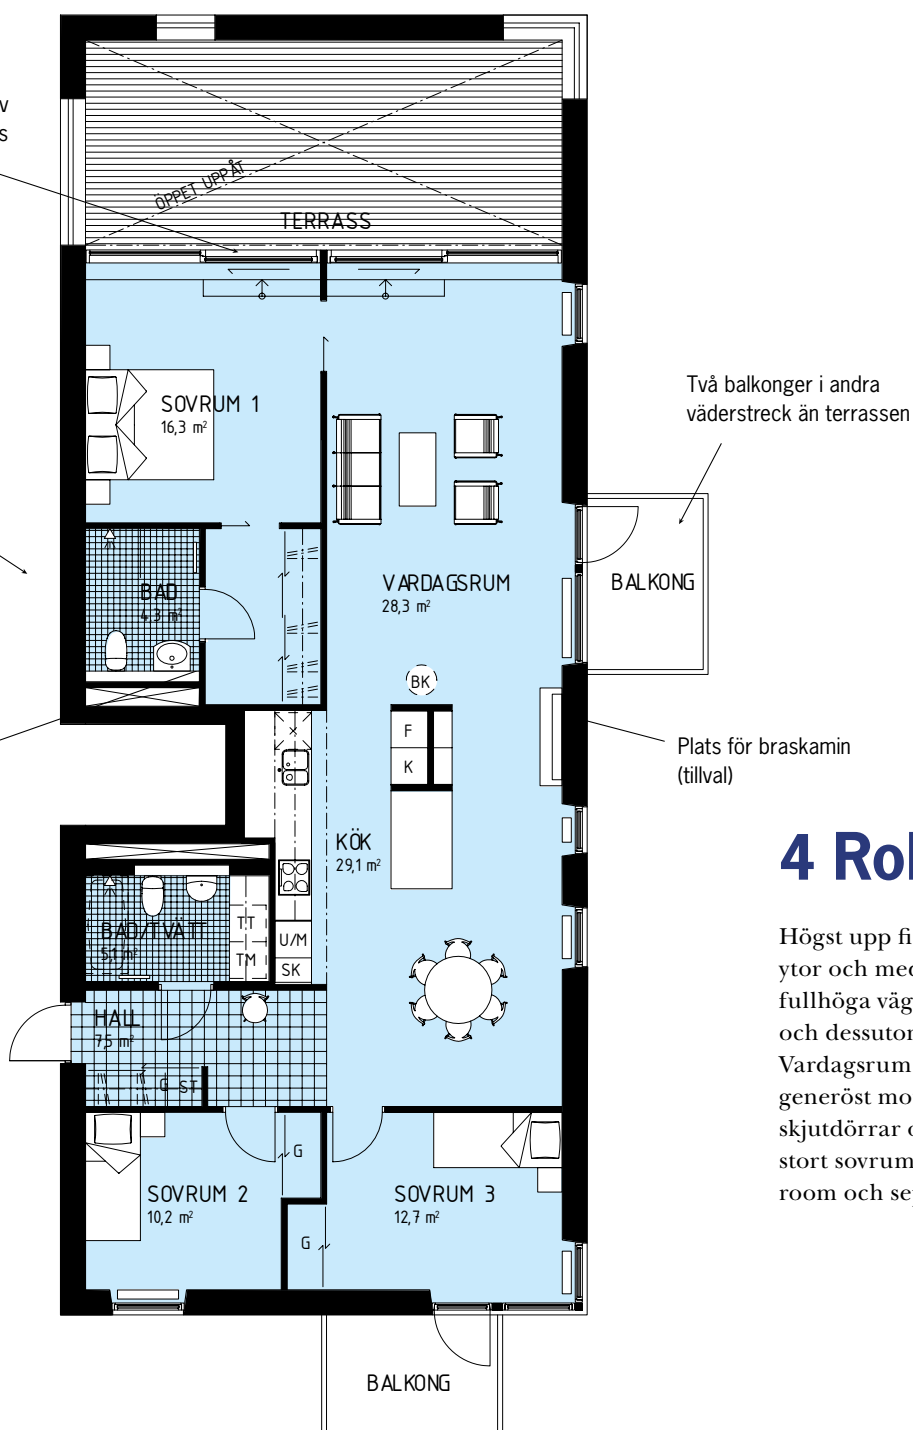 v
s
ÖPPET UPPÅT
TERRASS
SOVRUM 1
16,3 m²
Två balkonger i andra
väderstreck än terrassen
BALKONG
BAD
4,3 m²
VARDAGSRUM
28,3 m²
BK
F
K
Plats för braskamin
(tillval)
KÖK
29,1 m²
BAD/TVÄTT
5,1 m²
TT
TM
U/M
SK
HALL
7,5 m²
G
ST
SOVRUM 2
10,2 m²
G
SOVRUM 3
12,7 m²
G
BALKONG
4 Rol
Högst upp fi
ytor och med
fullhöga väg
och dessutom
Vardagsrum
generöst mo
skjutdörrar o
stort sovrum
room och sep